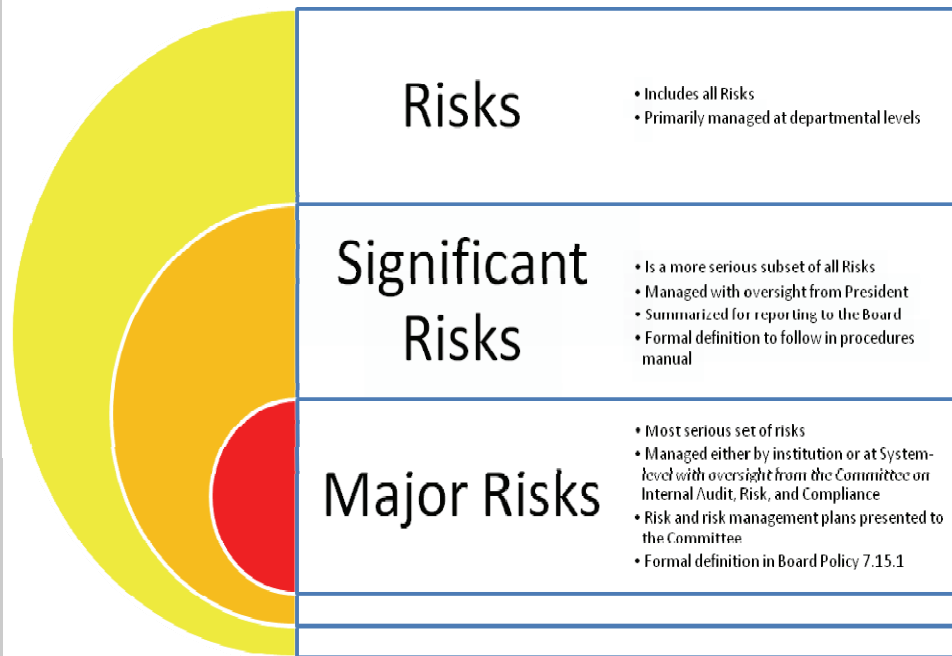 Risks
• Includes all Risks
• Primarily managed at departmental levels
Significant
Risks
• Is a more serious subset of all Risks
• Managed with oversight from President
• Summarized for reporting to the Board
• Formal definition to follow in procedures
manual
Major Risks
• Most serious set of risks
• Managed either by institution or at System-
level with oversight from the Committee on
Internal Audit, Risk, and Compliance
• Risk and risk management plans presented to
the Committee
• Formal definition in Board Policy 7.15.1